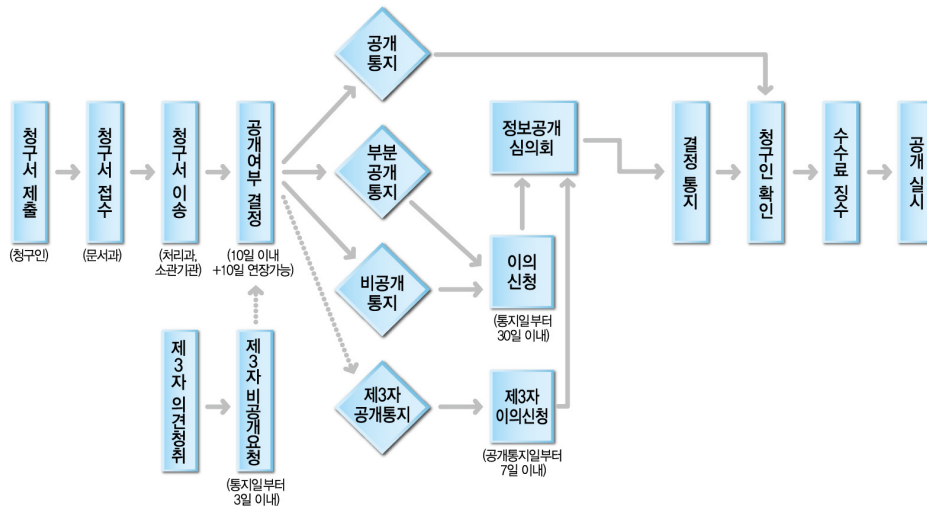 청구서 제출
(청구인)
청구서 접수
(문서과)
청구서 이송
(처리과,
소관기관)
공개여부 결정
(10일 이내
+10일 연장가능)
제3자 의견청취
제3자 비공개요청
(통지일부터
3일 이내)
공개
통지
부분
공개
통지
비공개
통지
제3자
공개통지
이의
신청
(통지일부터
30일 이내)
제3자
이의신청
(공개통지일부터
7일 이내)
정보공개
심의회
결정 통지
청구인 확인
수수료 징수
공개 실시